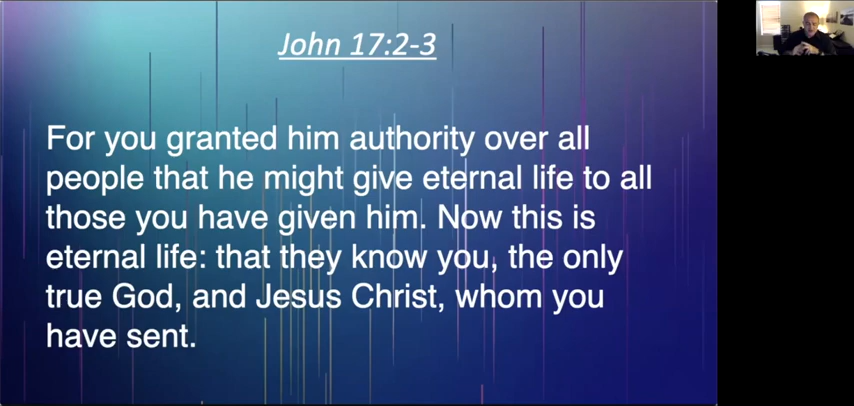 John 17:2-3
For you granted him authority over all
people that he might give eternal life to all
those you have given him. Now this is
eternal life: that they know you, the only
true God, and Jesus Christ, whom you
have sent.